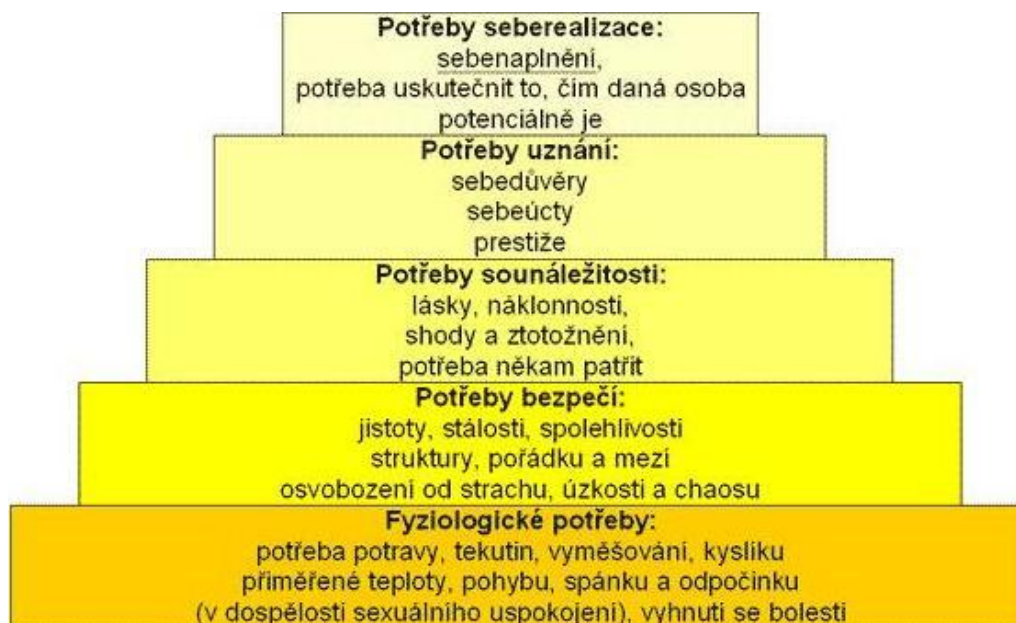 Potřeby seberealizace:
sebenaplnění,
potřeba uskutečnit to, čím daná osoba
potenciálně je
Potřeby uznání:
sebedůvěry
sebeúcty
prestiže
Potřeby sounáležitosti:
lásky, náklonnosti,
shody a ztotožnění,
potřeba někam patřit
Potřeby bezpečí:
jistoty, stálosti, spolehlivosti
struktury, pořádku a mezí
osvobození od strachu, úzkosti a chaosu
Fyziologické potřeby:
potřeba potravy, tekutin, vyměšování, kyslíku
přiměřené teploty, pohybu, spánku a odpočinku
(v dospělosti sexuálního uspokojení), vyhnutí se bolesti